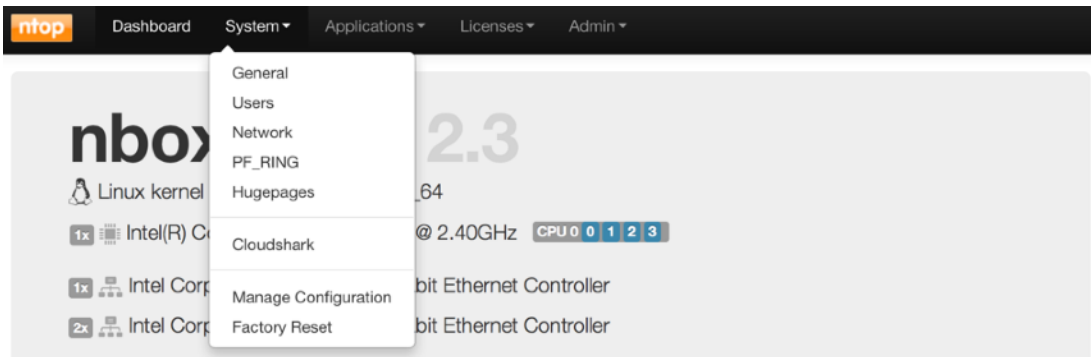 ntop Dashboard System Applications Licenses Admin
General
Users
Network
PF_RING
Hugepages
Cloudshark
Manage Configuration
Factory Reset
nbox 2.3
Linux kernel _64
1x Intel(R) @ 2.40GHz CPU 0 0 1 2 3
1x Intel bit Ethernet Controller
2x Intel bit Ethernet Controller